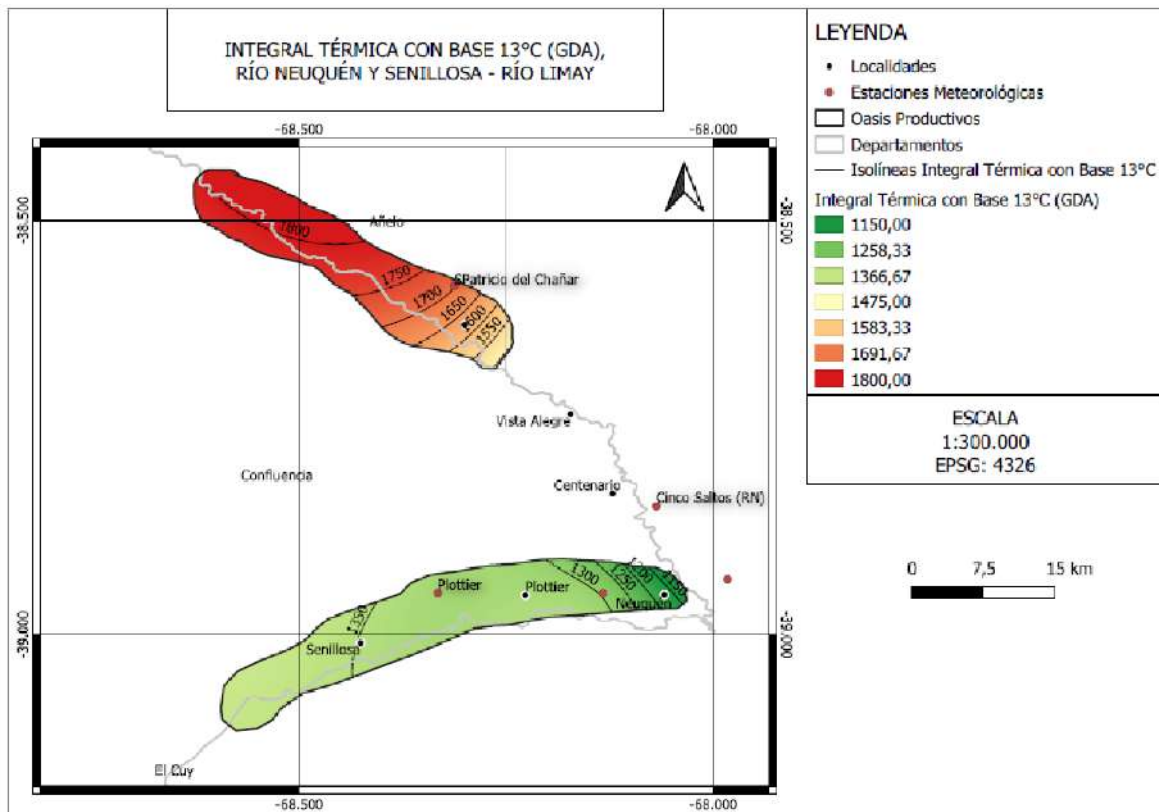 INTEGRAL TÉRMICA CON BASE 13°C (GDA),
RÍO NEUQUÉN Y SENILLOSA - RÍO LIMAY
-68.500
-68.000
-38.500
-38.500
1800
Añelo
1750
SPatricio del Chañar
1700
1650
600
1550
Vista Alegre
Confluencia
Centenario
Cinco Saltos (RN)
1300
1250
1150
Plottier
Plottier
Neuquén
1350
-39.000
-39.000
Senillosa
El Cuy
-68.500
-68.000
LEYENDA
Localidades
Estaciones Meteorológicas
Oasis Productivos
Departamentos
Isolíneas Integral Térmica con Base 13°C
Integral Térmica con Base 13°C (GDA)
1150,00
1258,33
1366,67
1475,00
1583,33
1691,67
1800,00
ESCALA
1:300.000
EPSG: 4326
0 7,5 15 km